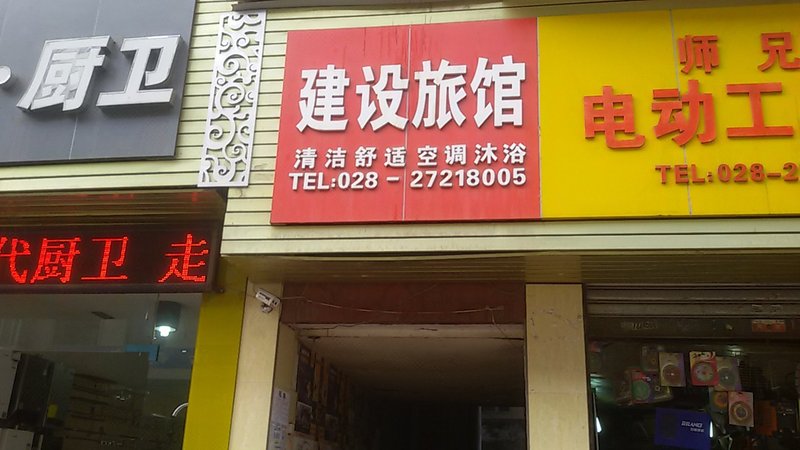 ·厨卫
代厨卫 走
建设旅馆
清洁舒适空调沐浴
TEL:028-27218005
师兄
电动工
TEL:028-2